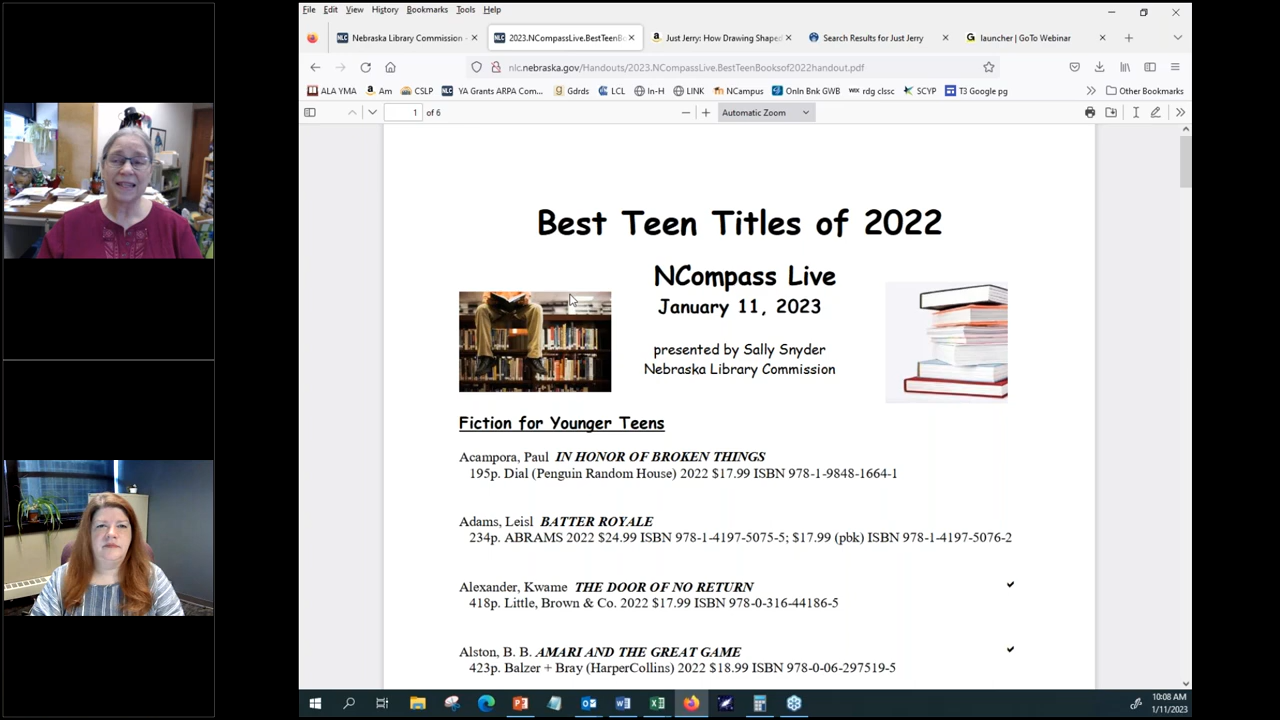 File Edit View History Bookmarks Tools Help
NLC Nebraska Library Commission -
NLC 2023.NCompassLive.BestTeenBo
Just Jerry: How Drawing Shaped
Search Results for Just Jerry
G launcher | GoTo Webinar
nlc.nebraska.gov/Handouts/2023.NCompassLive.BestTeenBooksof2022handout.pdf
ALA YMA Am CSLP NLC YA Grants ARPA Com... Gdrds LCL In-H LINK NCampus OnIn Bnk GWB WIX rdg clssc SCYP T3 Google pg Other Bookmarks
1 of 6 Automatic Zoom
Best Teen Titles of 2022
NCompass Live
January 11, 2023
presented by Sally Snyder
Nebraska Library Commission
Fiction for Younger Teens
Acampora, Paul IN HONOR OF BROKEN THINGS
195p. Dial (Penguin Random House) 2022 $17.99 ISBN 978-1-9848-1664-1
Adams, Leisl BATTER ROYALE
234p. ABRAMS 2022 $24.99 ISBN 978-1-4197-5075-5; $17.99 (pbk) ISBN 978-1-4197-5076-2
Alexander, Kwame THE DOOR OF NO RETURN ✔
418p. Little, Brown & Co. 2022 $17.99 ISBN 978-0-316-44186-5
Alston, B. B. AMARI AND THE GREAT GAME ✔
423p. Balzer + Bray (HarperCollins) 2022 $18.99 ISBN 978-0-06-297519-5
10:08 AM
1/11/2023